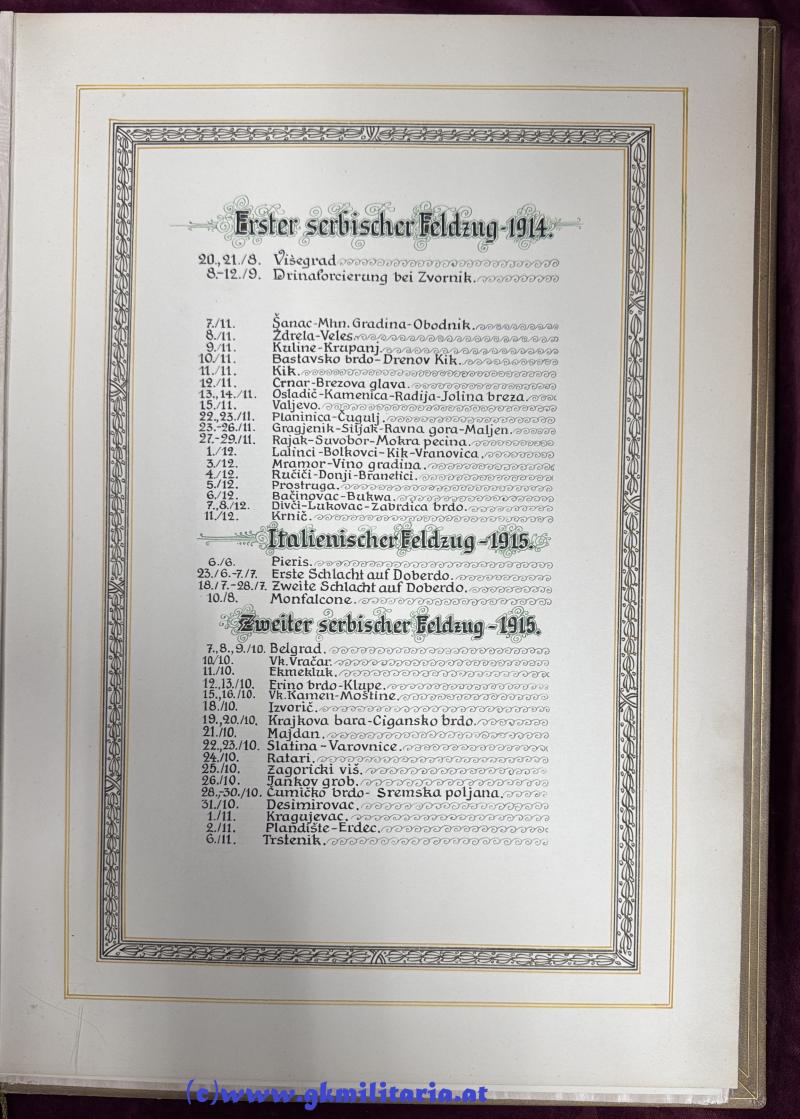 Erster serbischer Feldzug-1914.
20., 21./8. Višegrad
8.-12./9. Drinaforcierung bei Zvornik.
7./11. Šanac-Mhn. Gradina-Obodnik.
8./11. Ždrela-Veles.
9./11. Kuline-Krupanj.
10/11. Bastavsko brdo-Drenov Kik.
11./11. Kik.
12./11. Crnar-Brezova glava.
13., 14./11. Osladič-Kamenica-Radija-Jolina breza.
15./11. Valjevo.
22., 23./11. Planinica-Čugulj.
23.-26./11. Gragjenik-Siljak-Ravna gora-Maljen.
27.-29./11. Rajak-Suvobor-Mokra pecina.
1./12. Lalinci-Bolkovci-Kik-Vranovica.
3./12. Mramor-Vino gradina.
4./12. Ručiči-Donji-Branetici.
5./12. Prostruga.
6./12. Bačinovac-Bukwa.
7., 8./12. Divči-Lukovac-Zabrdica brdo.
11./12. Krnič.
Italienischer Feldzug-1915.
6./6. Pieris.
23./6.-7./7. Erste Schlacht auf Doberdo.
18./7.-28./7. Zweite Schlacht auf Doberdo.
10./8. Monfalcone.
Zweiter serbischer Feldzug-1915.
7., 8., 9./10. Belgrad.
10/10. Vk. Vračar.
11./10. Ekmekluk.
12., 13./10. Erino brdo-Klupe.
15., 16./10. Vk. Kamen-Moštine.
18./10. Izvorič.
19., 20./10. Krajkova bara-Cigansko brdo.
21./10. Majdan.
22., 23./10. Slatina-Varovnice.
24./10. Ratari.
25./10. Zagoricki viš.
26./10. Jankov grob.
28.-30./10. Čumičko brdo- Sremska poljana.
31./10. Desimirovac.
1./11. Kragujevac.
2./11. Plandište-Erdec.
6./11. Trstenik.
(c)www.gkmilitaria.at